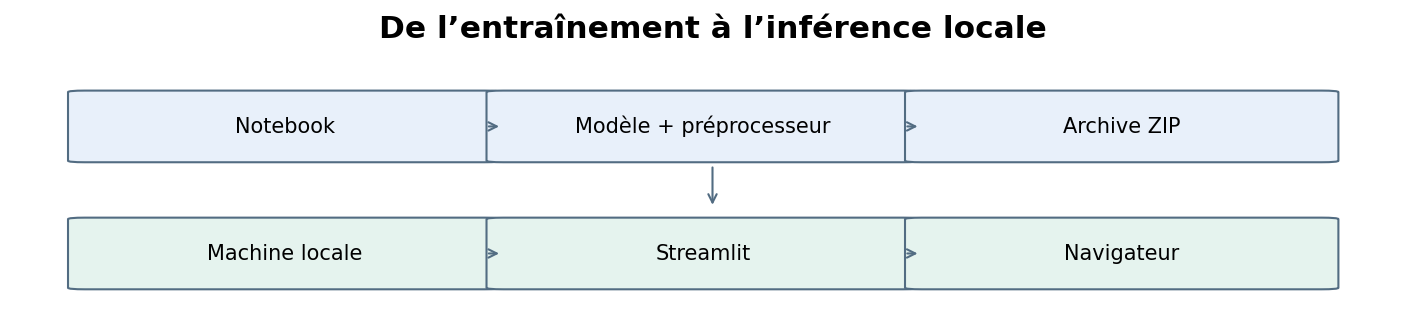 De l’entraînement à l’inférence locale
Notebook
Modèle + préprocesseur
Archive ZIP
Machine locale
Streamlit
Navigateur